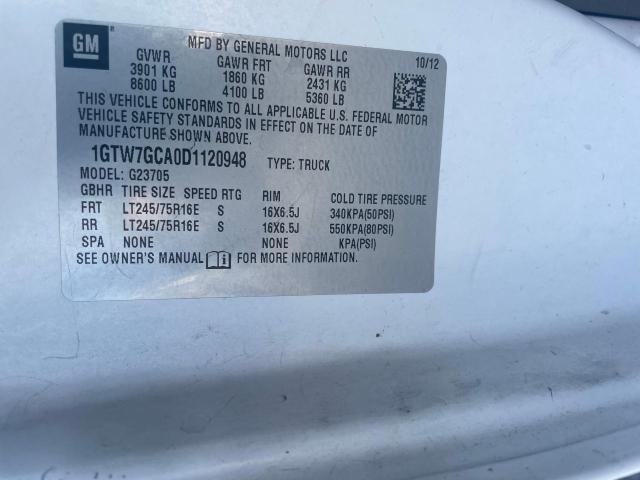 GM
MFD BY GENERAL MOTORS LLC
10/12
GVWR GAWR FRT GAWR RR
3901 KG 1860 KG 2431 KG
8600 LB 4100 LB 5360 LB
THIS VEHICLE CONFORMS TO ALL APPLICABLE U.S. FEDERAL MOTOR
VEHICLE SAFETY STANDARDS IN EFFECT ON THE DATE OF
MANUFACTURE SHOWN ABOVE.
1GTW7GCA0D1120948 TYPE: TRUCK
MODEL: G23705
GBHR TIRE SIZE SPEED RTG RIM COLD TIRE PRESSURE
FRT LT245/75R16E S 16X6.5J 340KPA(50PSI)
RR LT245/75R16E S 16X6.5J 550KPA(80PSI)
SPA NONE NONE KPA(PSI)
SEE OWNER'S MANUAL FOR MORE INFORMATION.